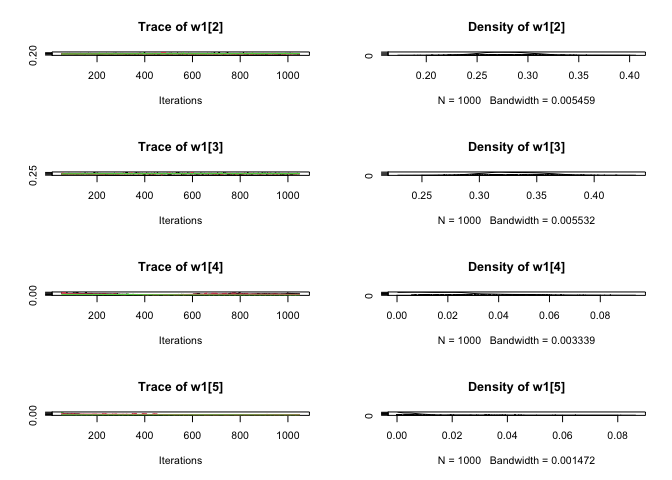 Trace of w1[2]
0.20
200 400 600 800 1000
Iterations
Density of w1[2]
0
0.20 0.25 0.30 0.35 0.40
N = 1000 Bandwidth = 0.005459
Trace of w1[3]
0.25
200 400 600 800 1000
Iterations
Density of w1[3]
0
0.25 0.30 0.35 0.40
N = 1000 Bandwidth = 0.005532
Trace of w1[4]
0.00
200 400 600 800 1000
Iterations
Density of w1[4]
0
0.00 0.02 0.04 0.06 0.08
N = 1000 Bandwidth = 0.003339
Trace of w1[5]
0.00
200 400 600 800 1000
Iterations
Density of w1[5]
0
0.00 0.02 0.04 0.06 0.08
N = 1000 Bandwidth = 0.001472